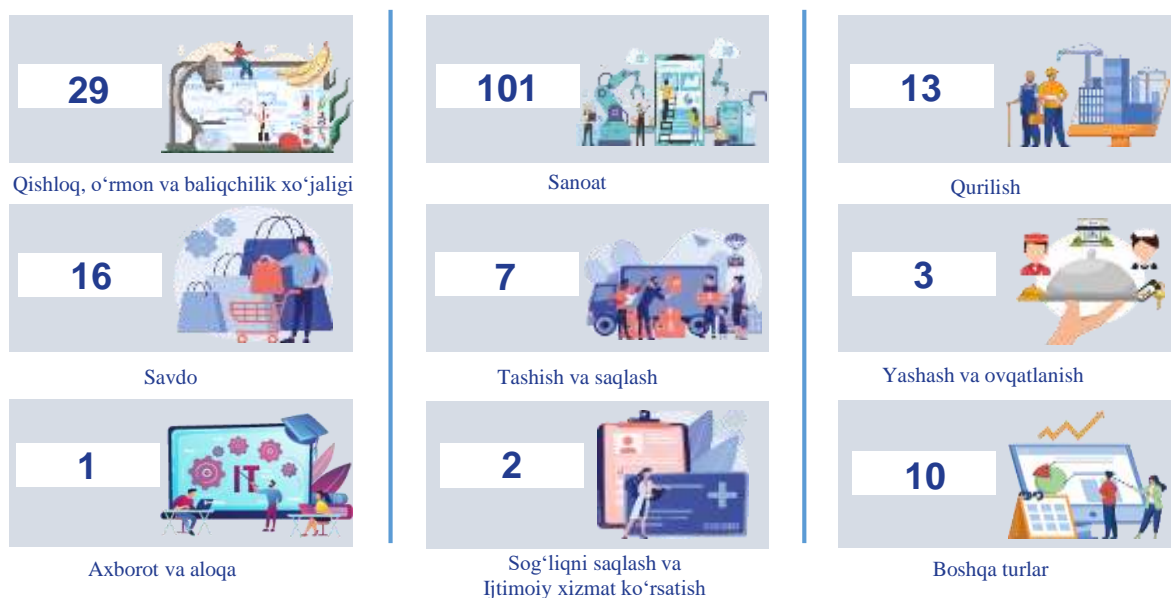 29
101
13
Qishloq, o‘rmon va baliqchilik xo‘jaligi
Sanoat
Qurilish
16
7
3
Savdo
Tashish va saqlash
Yashash va ovqatlanish
1
IT
2
10
Axborot va aloqa
Sog‘liqni saqlash va
Ijtimoiy xizmat ko‘rsatish
Boshqa turlar